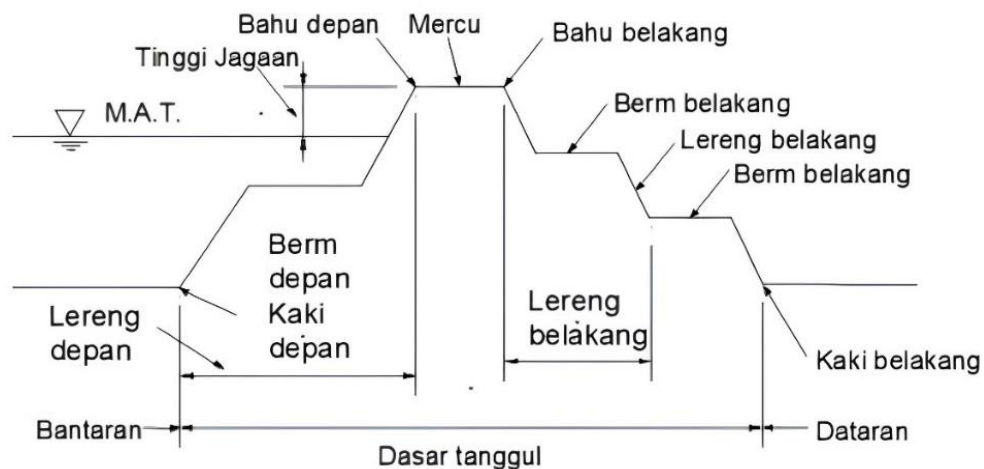 Bahu depan
Mercu
Bahu belakang
Tinggi Jagaan
M.A.T.
Berm belakang
Lereng belakang
Berm belakang
Berm
depan
Kaki
depan
Lereng
depan
Lereng
belakang
Kaki belakang
Bantaran
Dasar tanggul
Dataran